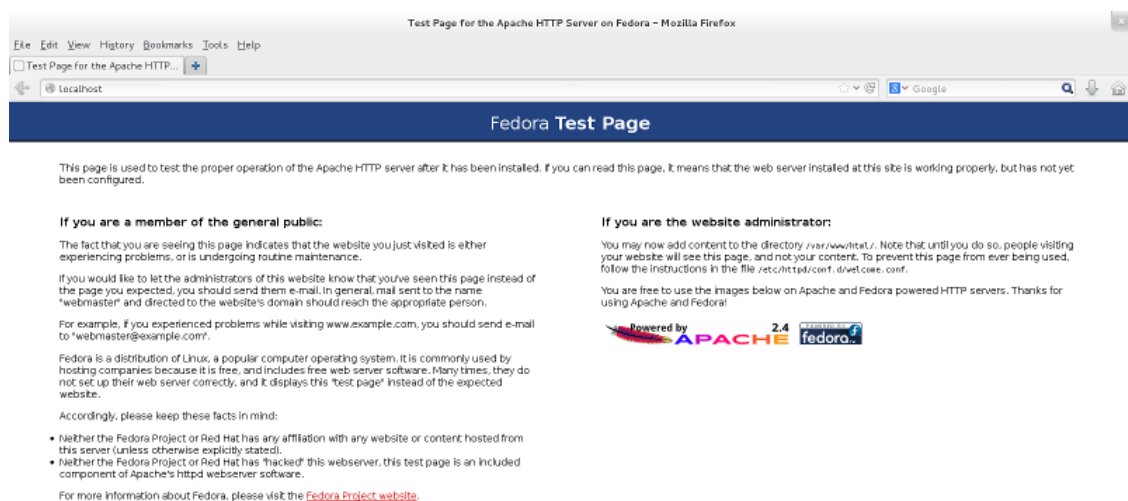 Test Page for the Apache HTTP Server on Fedora - Mozilla Firefox
File Edit View History Bookmarks Tools Help
Test Page for the Apache HTTP...
localhost
Google
Fedora Test Page
This page is used to test the proper operation of the Apache HTTP server after it has been installed. If you can read this page, it means that the web server installed at this site is working properly, but has not yet
been configured.
If you are a member of the general public:
The fact that you are seeing this page indicates that the website you just visited is either
experiencing problems, or is undergoing routine maintenance.
If you would like to let the administrators of this website know that you've seen this page instead of
the page you expected, you should send them e-mail. In general, mail sent to the name
"webmaster" and directed to the website's domain should reach the appropriate person.
For example, if you experienced problems while visiting www.example.com, you should send e-mail
to "webmaster@example.com".
Fedora is a distribution of Linux, a popular computer operating system. It is commonly used by
hosting companies because it is free, and includes free web server software. Many times, they do
not set up their web server correctly, and it displays this "test page" instead of the expected
website.
Accordingly, please keep these facts in mind:
• Neither the Fedora Project or Red Hat has any affiliation with any website or content hosted from
this server (unless otherwise explicitly stated).
• Neither the Fedora Project or Red Hat has "hacked" this webserver, this test page is an included
component of Apache's httpd webserver software.
For more information about Fedora, please visit the Fedora Project website.
If you are the website administrator:
You may now add content to the directory /var/www/html/. Note that until you do so, people visiting
your website will see this page, and not your content. To prevent this page from ever being used,
follow the instructions in the file /etc/httpd/conf.d/welcome.conf.
You are free to use the images below on Apache and Fedora powered HTTP servers. Thanks for
using Apache and Fedora!
Powered by 2.4
APACHE
POWERED BY
fedora